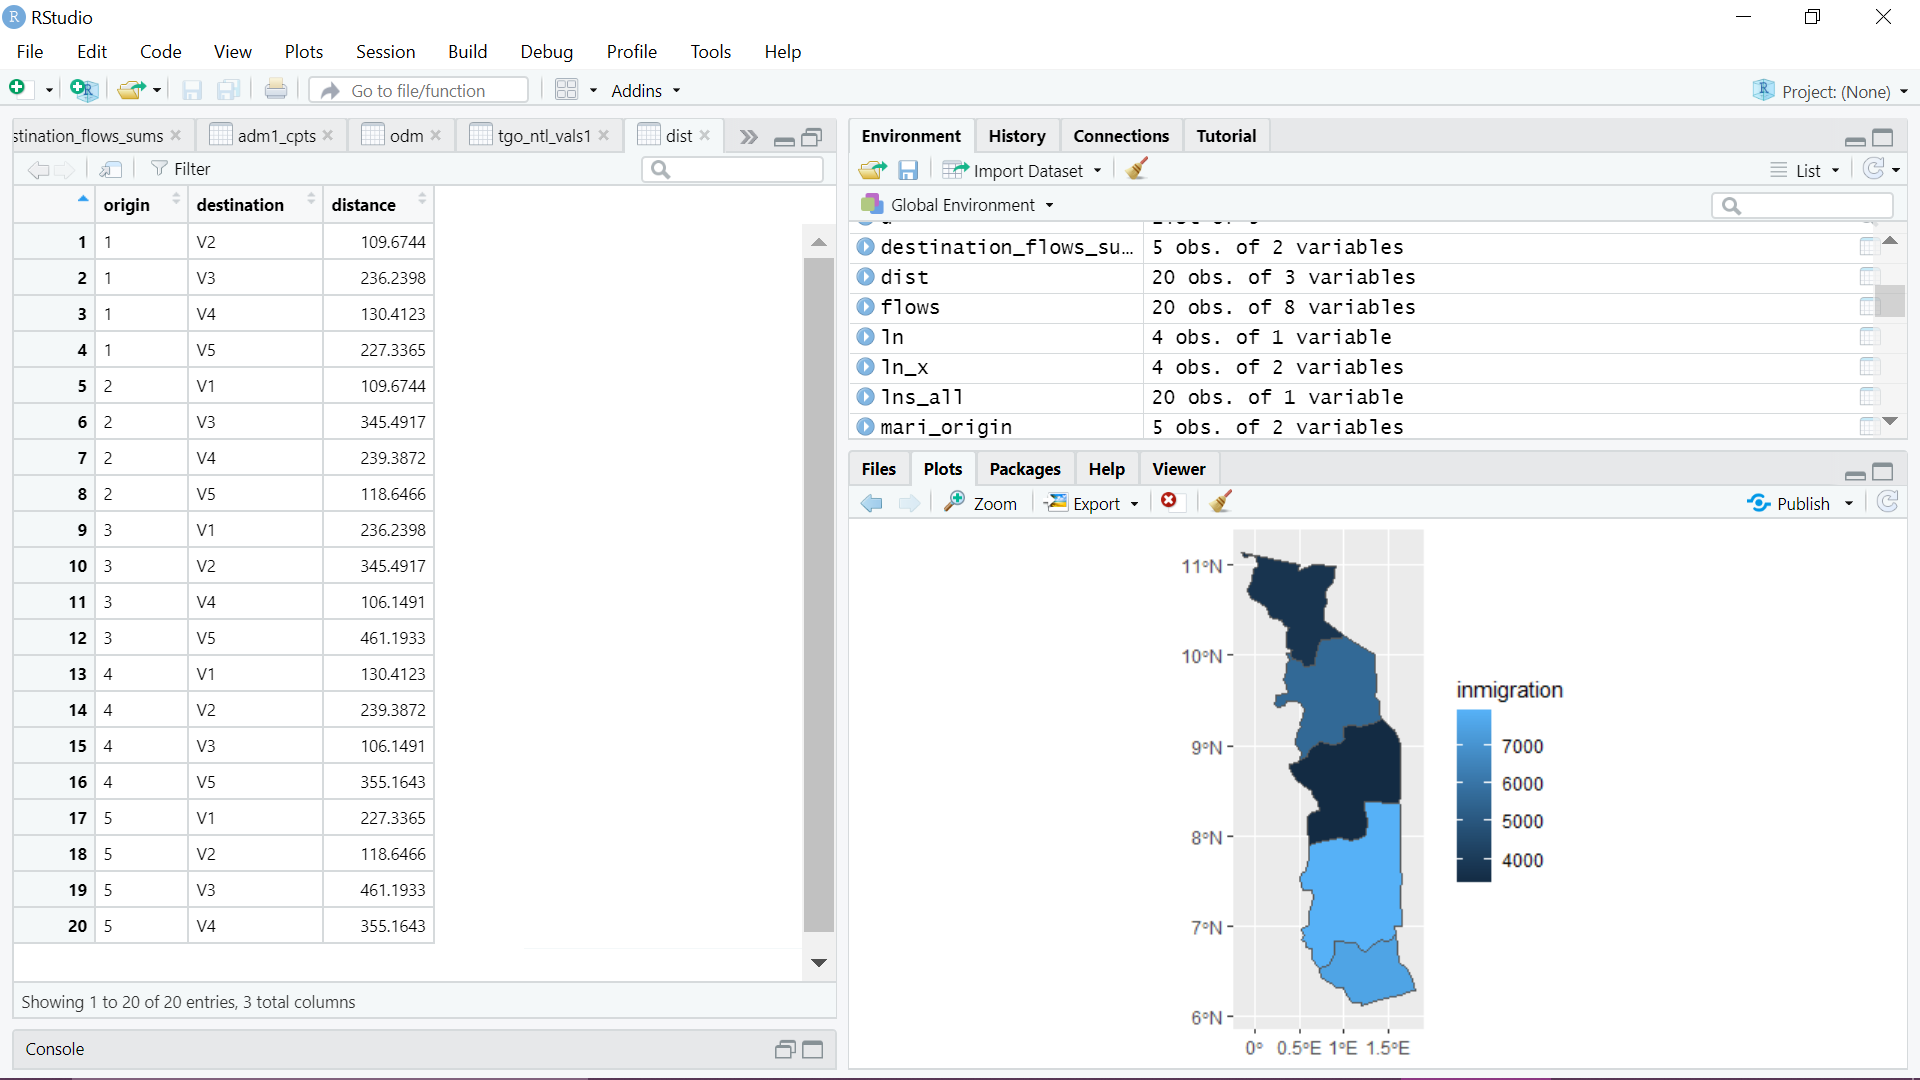 RStudio
File Edit Code View Plots Session Build Debug Profile Tools Help
Go to file/function Addins Project: (None)
stination_flows_sums adm1_cpts odm tgo_ntl_vals1 dist
Filter
origin destination distance
1 1 V2 109.6744
2 1 V3 236.2398
3 1 V4 130.4123
4 1 V5 227.3365
5 2 V1 109.6744
6 2 V3 345.4917
7 2 V4 239.3872
8 2 V5 118.6466
9 3 V1 236.2398
10 3 V2 345.4917
11 3 V4 106.1491
12 3 V5 461.1933
13 4 V1 130.4123
14 4 V2 239.3872
15 4 V3 106.1491
16 4 V5 355.1643
17 5 V1 227.3365
18 5 V2 118.6466
19 5 V3 461.1933
20 5 V4 355.1643
Showing 1 to 20 of 20 entries, 3 total columns
Console
Environment History Connections Tutorial
Import Dataset List
Global Environment
destination_flows_su… 5 obs. of 2 variables
dist 20 obs. of 3 variables
flows 20 obs. of 8 variables
ln 4 obs. of 1 variable
ln_x 4 obs. of 2 variables
lns_all 20 obs. of 1 variable
mari_origin 5 obs. of 2 variables
Files Plots Packages Help Viewer
Zoom Export Publish
11°N
10°N
9°N
8°N
7°N
6°N
0° 0.5°E 1°E 1.5°E
inmigration
7000
6000
5000
4000